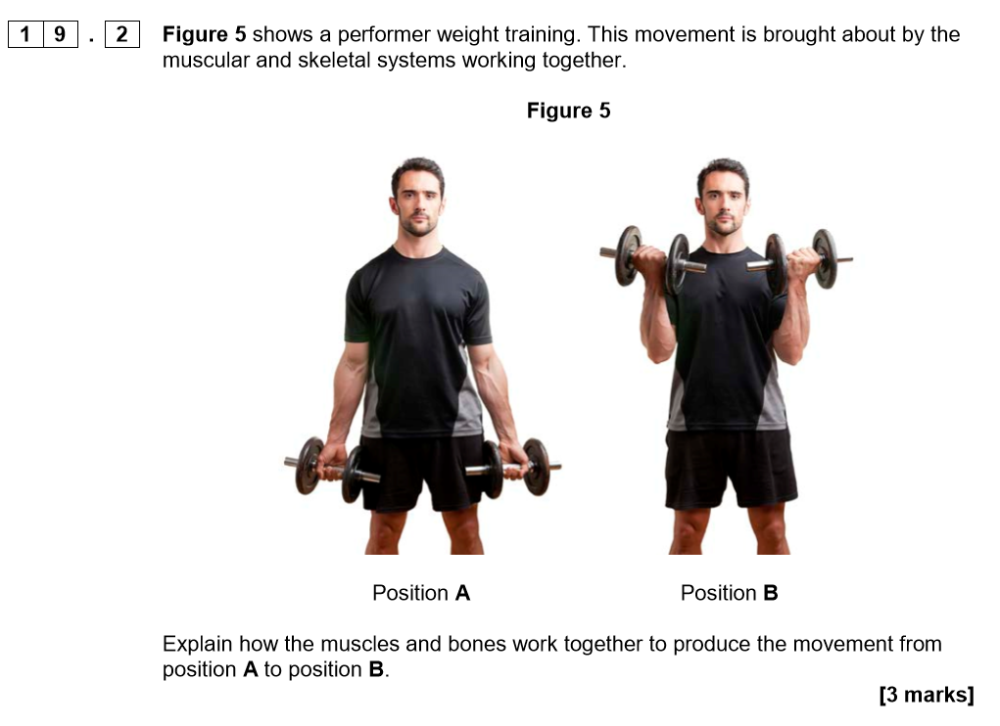 19.2 Figure 5 shows a performer weight training. This movement is brought about by the
muscular and skeletal systems working together.
Figure 5
Position A
Position B
Explain how the muscles and bones work together to produce the movement from
position A to position B.
[3 marks]